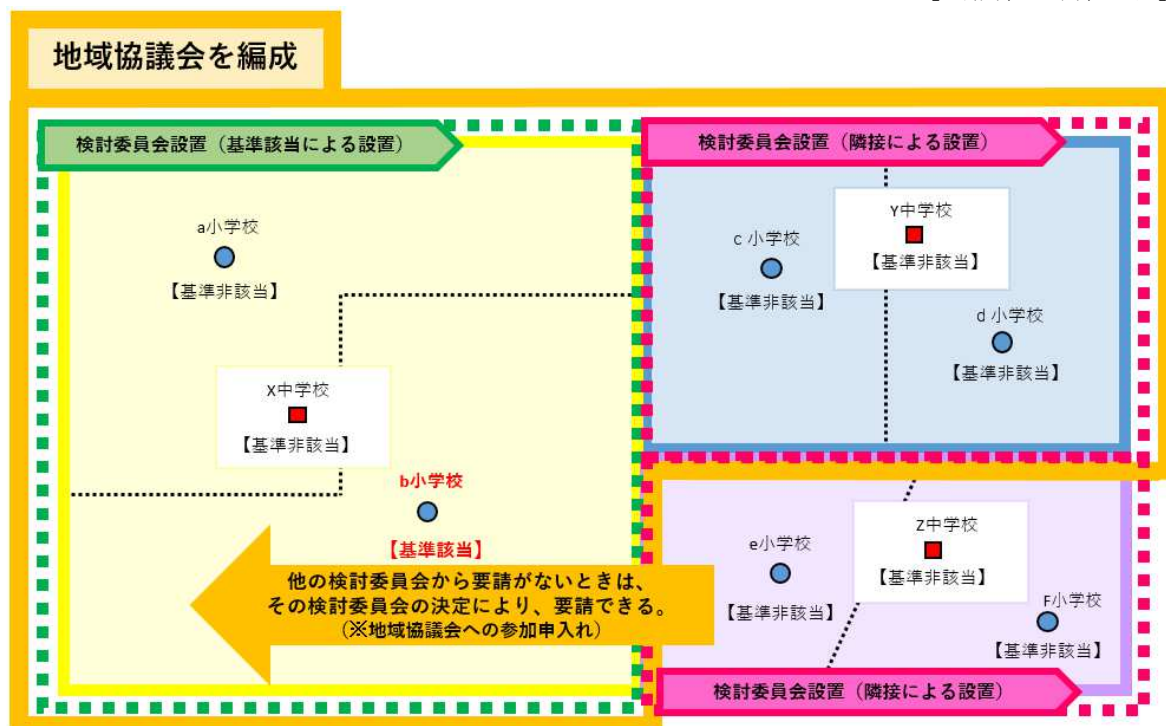 地域協議会を編成
検討委員会設置（基準該当による設置）
a小学校
【基準非該当】
X中学校
【基準非該当】
b小学校
【基準該当】
他の検討委員会から要請がないときは、
その検討委員会の決定により、要請できる。
（※地域協議会への参加申入れ）
検討委員会設置（隣接による設置）
Y中学校
【基準非該当】
c 小学校
【基準非該当】
d 小学校
【基準非該当】
Z中学校
【基準非該当】
e小学校
【基準非該当】
F小学校
【基準非該当】
検討委員会設置（隣接による設置）